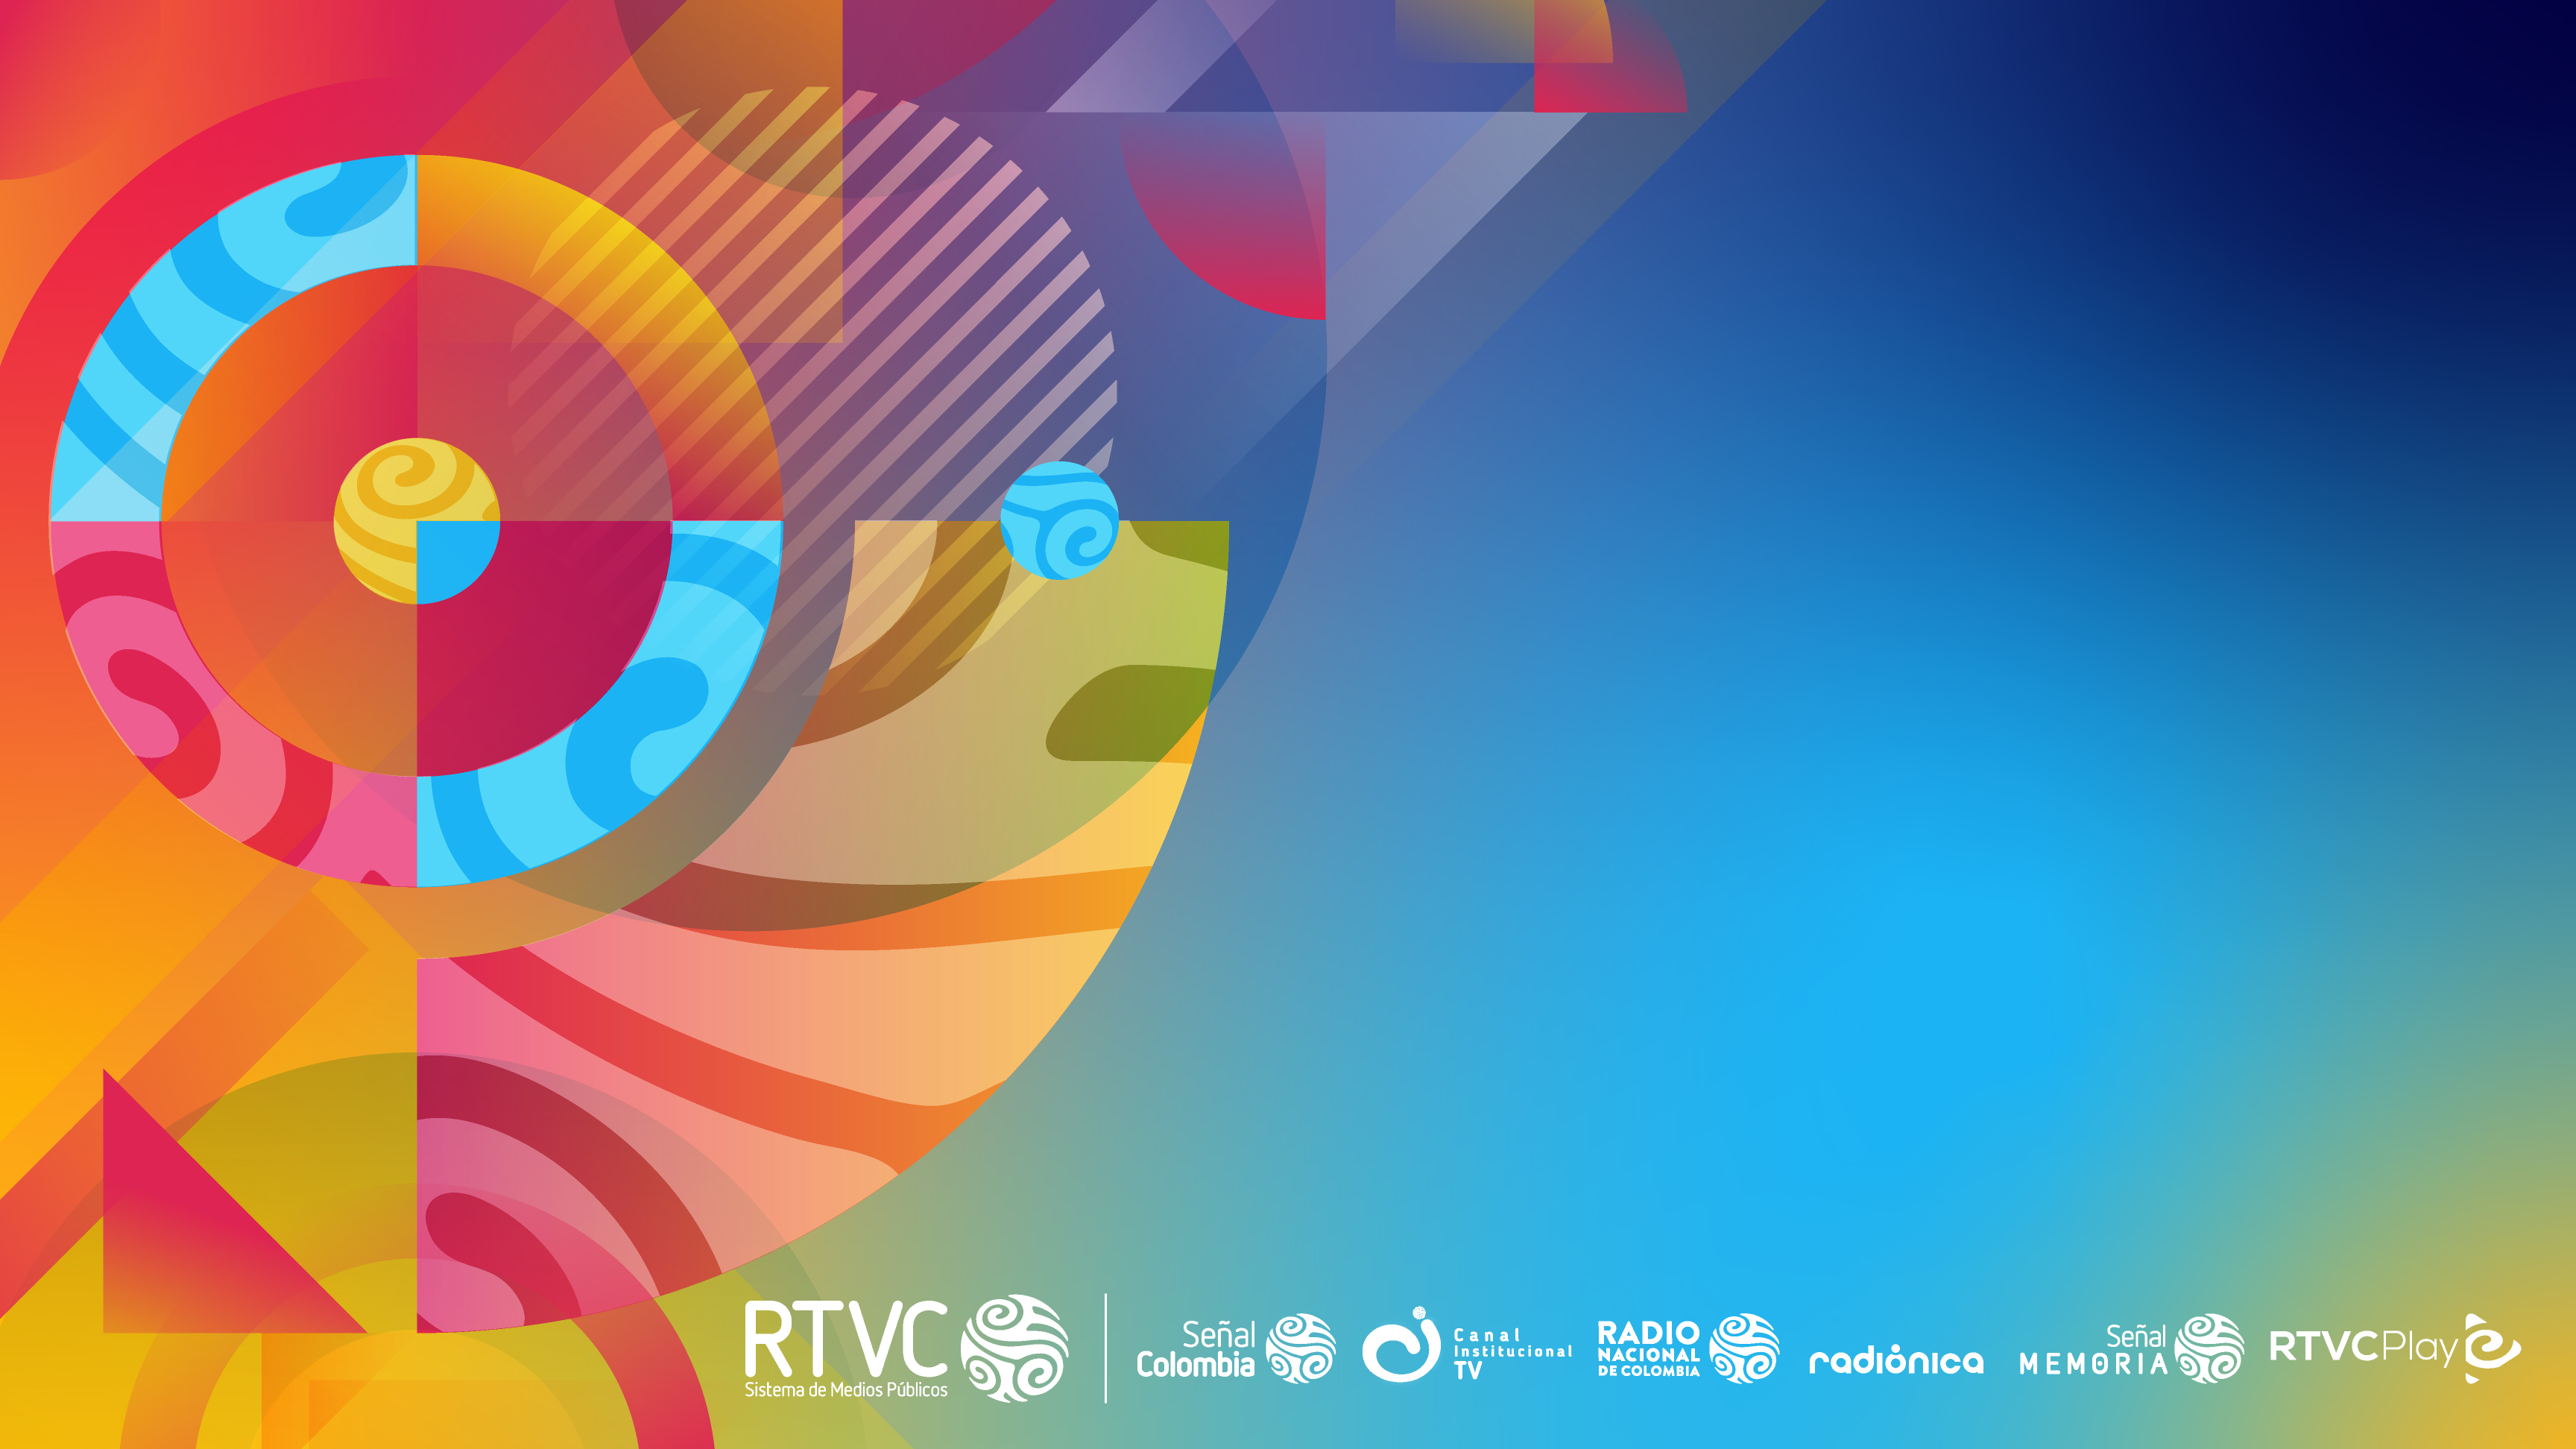 RTVC
Sistema de Medios Públicos
Señal
Colombia
Canal
Institucional
TV
RADIO
NACIONAL
DE COLOMBIA
radiónica
Señal
MEMORIA
RTVCPlay